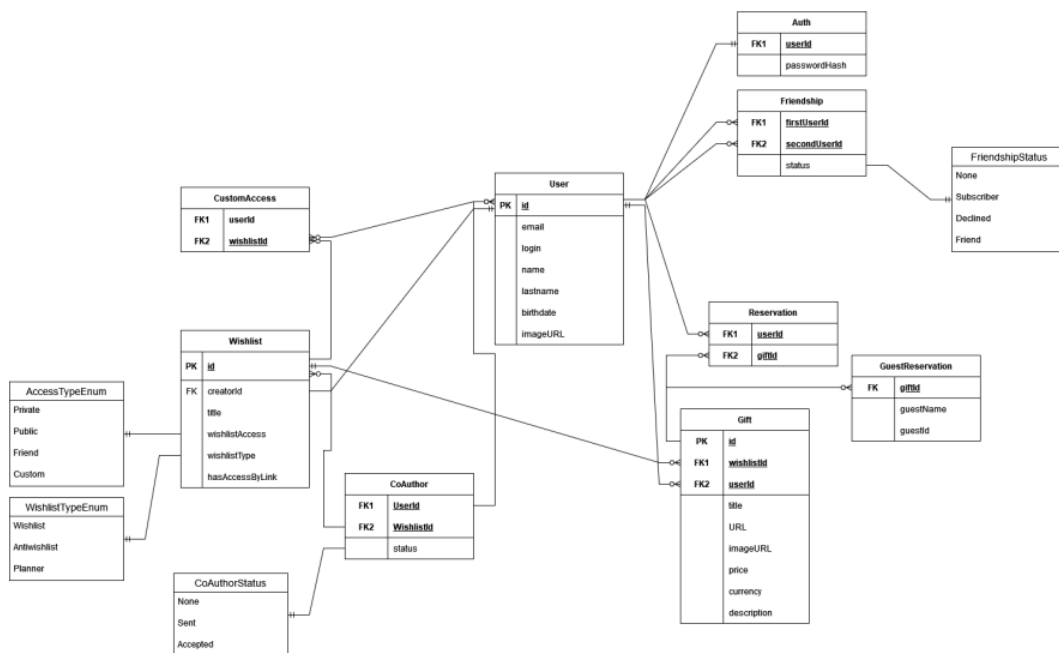 Auth
FK1 userId
passwordHash
Friendship
FK1 firstUserId
FK2 secondUserId
status
FriendshipStatus
None
Subscriber
Declined
Friend
User
PK id
email
login
name
lastname
birthdate
imageURL
CustomAccess
FK1 userId
FK2 wishlistId
Wishlist
PK id
FK creatorId
title
wishlistAccess
wishlistType
hasAccessByLink
AccessTypeEnum
Private
Public
Friend
Custom
WishlistTypeEnum
Wishlist
Antiwishlist
Planner
CoAuthor
FK1 UserId
FK2 WishlistId
status
CoAuthorStatus
None
Sent
Accepted
Reservation
FK1 userId
FK2 giftId
GuestReservation
FK giftId
guestName
guestId
Gift
PK id
FK1 wishlistId
FK2 userId
title
URL
imageURL
price
currency
description